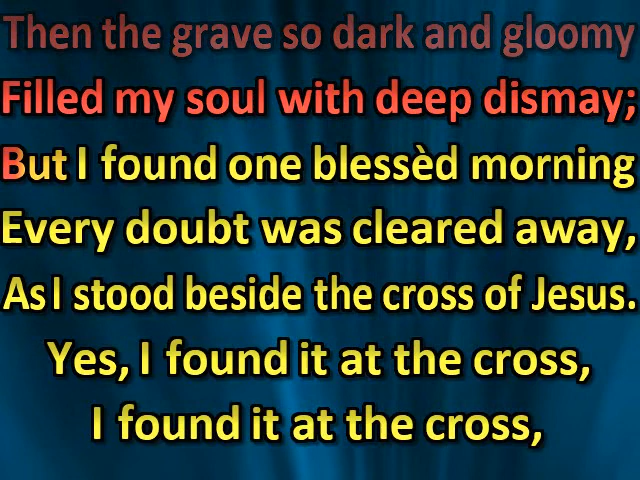 Then the grave so dark and gloomy
Filled my soul with deep dismay;
But I found one blessèd morning
Every doubt was cleared away,
As I stood beside the cross of Jesus.
Yes, I found it at the cross,
I found it at the cross,